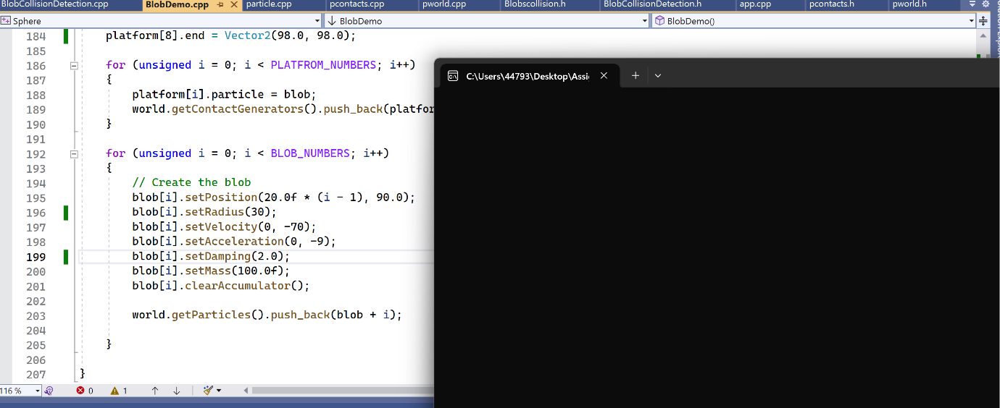 BlobCollisionDetection.cpp BlobDemo.cpp particle.cpp pcontacts.cpp pworld.cpp Blobscollision.h BlobCollisionDetection.h app.cpp pcontacts.h pworld.h
Sphere BlobDemo BlobDemo()
184 platform[8].end = Vector2(98.0, 98.0);
185
186 for (unsigned i = 0; i < PLATFROM_NUMBERS; i++)
187 {
188 platform[i].particle = blob;
189 world.getContactGenerators().push_back(platfor
190 }
191
192 for (unsigned i = 0; i < BLOB_NUMBERS; i++)
193 {
194 // Create the blob
195 blob[i].setPosition(20.0f * (i - 1), 90.0);
196 blob[i].setRadius(30);
197 blob[i].setVelocity(0, -70);
198 blob[i].setAcceleration(0, -9);
199 blob[i].setDamping(2.0);
200 blob[i].setMass(100.0f);
201 blob[i].clearAccumulator();
202
203 world.getParticles().push_back(blob + i);
204
205 }
206
207 }
116 % 0 1
C:\Users\44793\Desktop\Assi